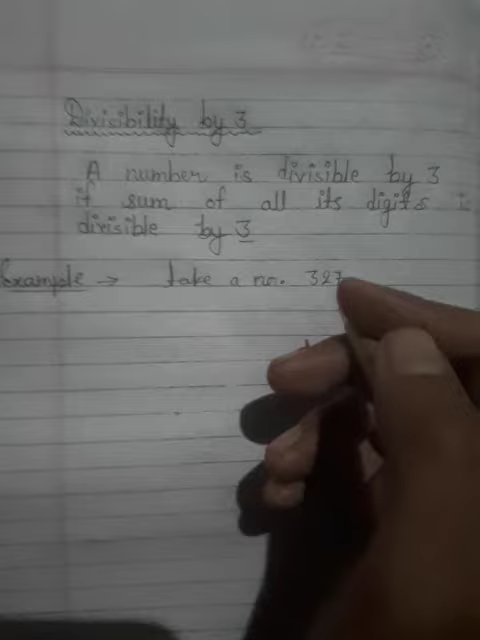 Divisibility by 3
A number is divisible by 3
if sum of all its digits is
divisible by 3
Example → take a no. 327